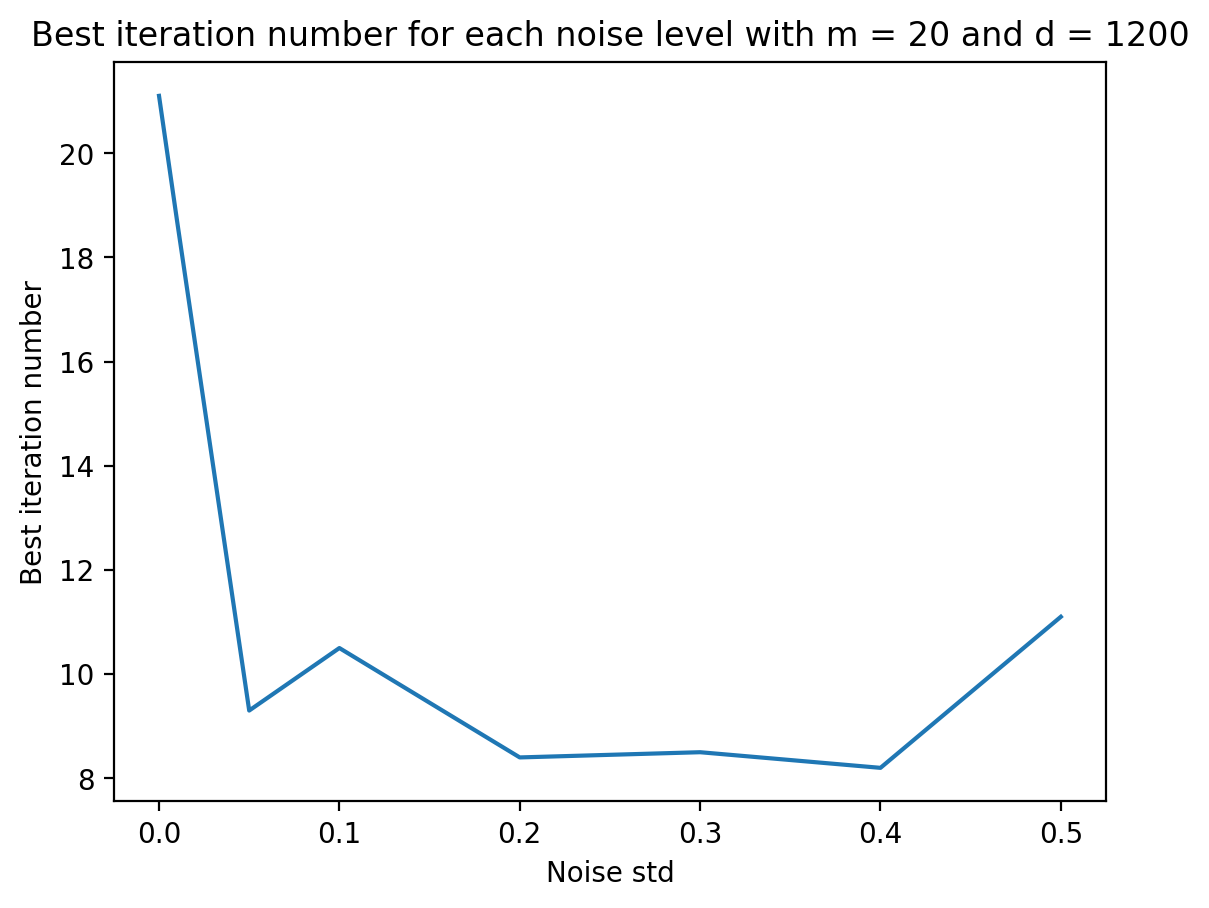 Best iteration number for each noise level with m = 20 and d = 1200
Best iteration number
20
18
16
14
12
10
8
0.0 0.1 0.2 0.3 0.4 0.5
Noise std